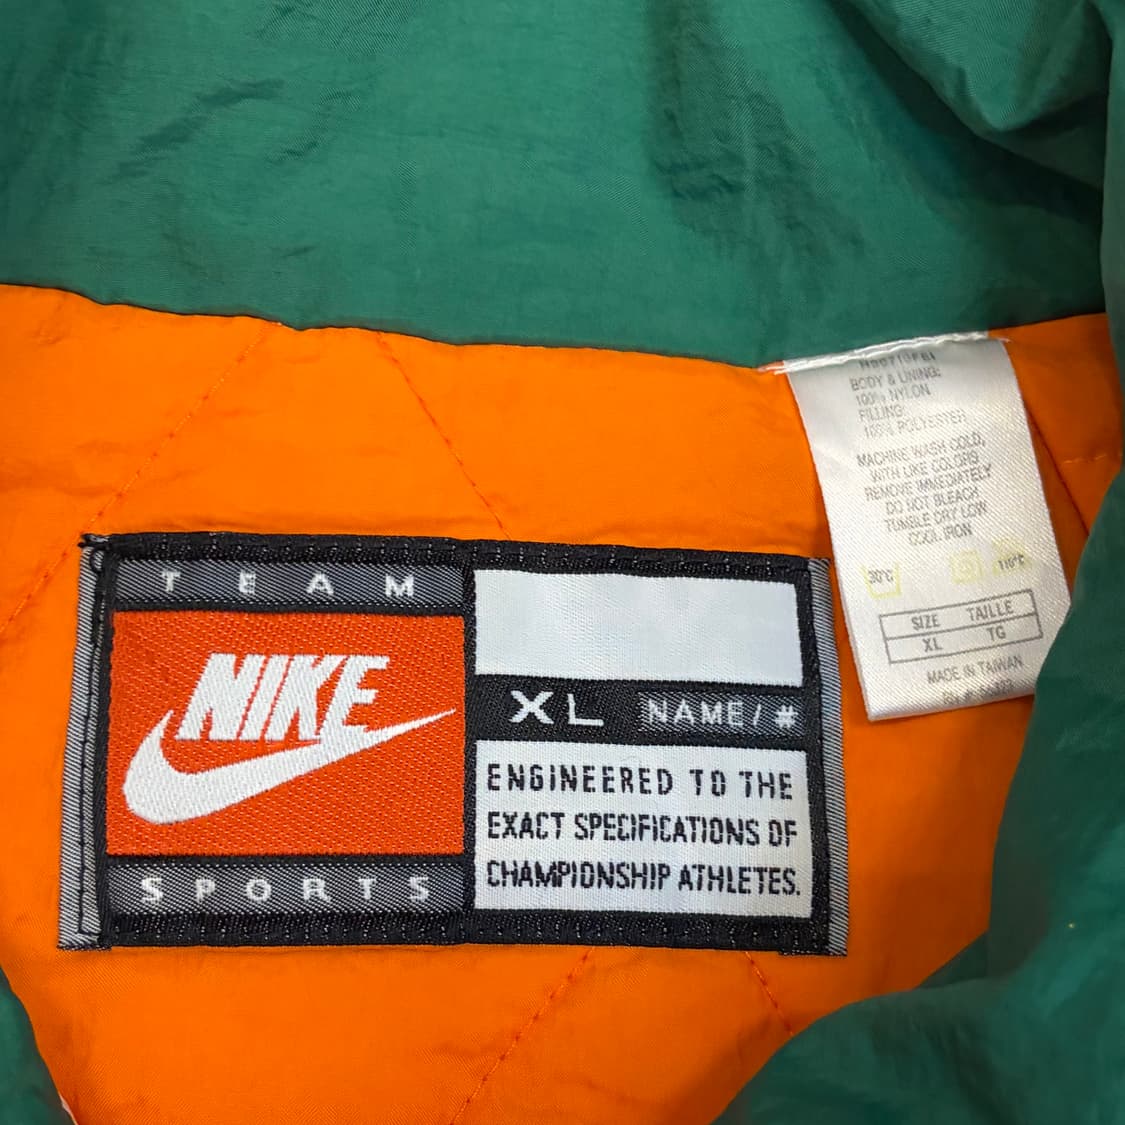 TEAM
NIKE
SPORTS
XL NAME/#
ENGINEERED TO THE
EXACT SPECIFICATIONS OF
CHAMPIONSHIP ATHLETES.
BODY & LINING:
100% NYLON
FILLING:
100% POLYESTER
MACHINE WASH COLD,
WITH LIKE COLORS
REMOVE IMMEDIATELY
DO NOT BLEACH
TUMBLE DRY LOW
COOL IRON
30°C 110°C
SIZE TAILLE
XL TG
MADE IN TAIWAN